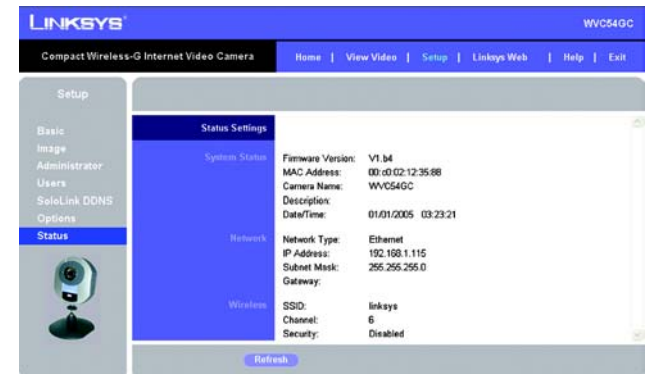 LINKSYS®
WVC54GC
Compact Wireless-G Internet Video Camera
Home | View Video | Setup | Linksys Web | Help | Exit
Setup
Basic
Image
Administrator
Users
SoloLink DDNS
Options
Status
Status Settings
System Status
Firmware Version: V1.b4
MAC Address: 00:c0:02:12:35:88
Camera Name: WVC54GC
Description:
Date/Time: 01/01/2005 03:23:21
Network
Network Type: Ethernet
IP Address: 192.168.1.115
Subnet Mask: 255.255.255.0
Gateway:
Wireless
SSID: linksys
Channel: 6
Security: Disabled
Refresh